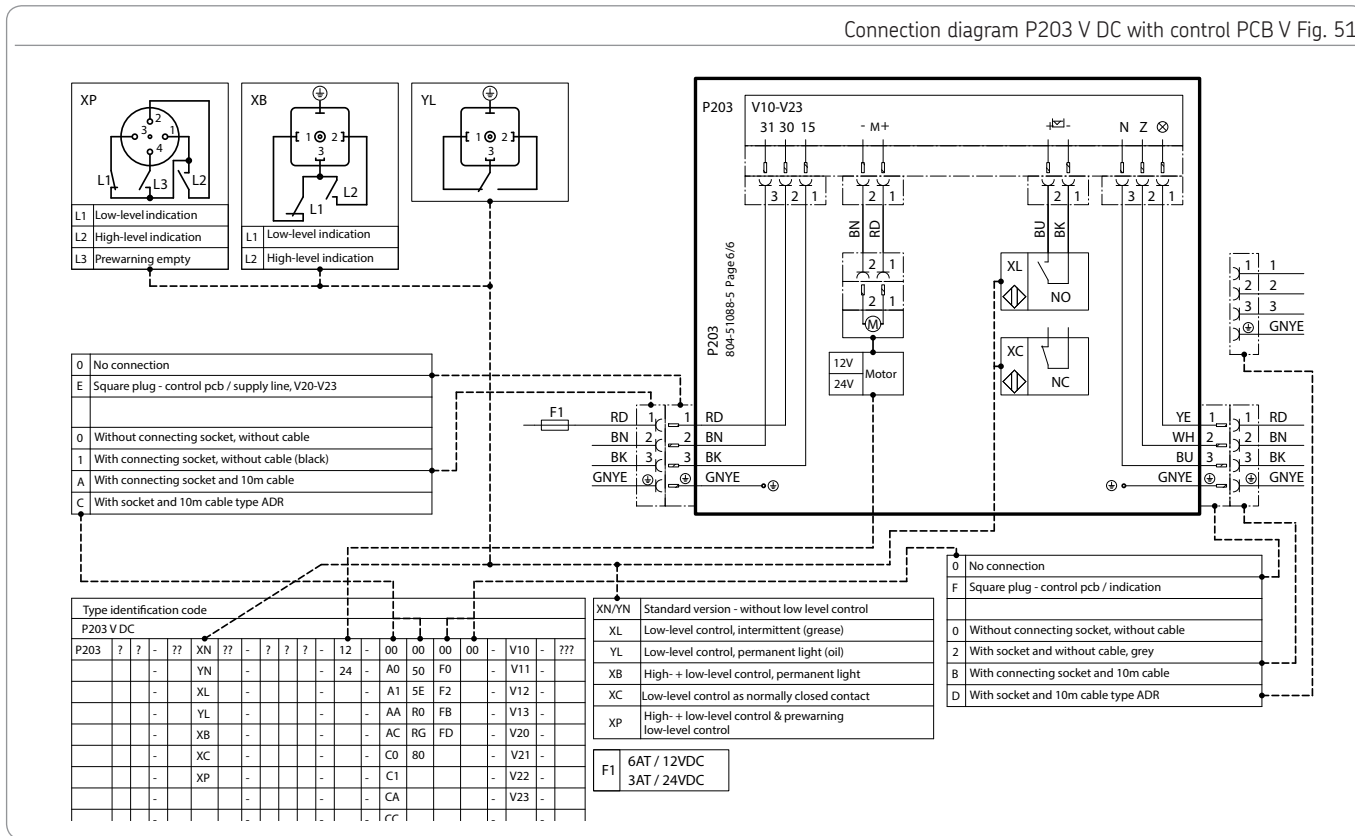 Connection diagram P203 V DC with control PCB V Fig. 51
XP
2
3 1
4
L1 L3 L2
L1 Low-level indication
L2 High-level indication
L3 Prewarning empty
XB
1 2
3
L1 L2
L1 Low-level indication
L2 High-level indication
YL
1 2
3
P203 V10-V23
31 30 15 - M+ + - N Z
3 2 1 2 1 2 1 3 2 1
BN RD BU BK
P203
804-51088-5 Page 6/6
2 1
2 1
M
12V
24V
Motor
XL NO
XC NC
1 1
2 2
3 3
GNYE
0 No connection
E Square plug - control pcb / supply line, V20-V23
0 Without connecting socket, without cable
1 With connecting socket, without cable (black)
A With connecting socket and 10m cable
C With socket and 10m cable type ADR
F1
RD 1 1 RD
BN 2 2 BN
BK 3 3 BK
GNYE GNYE
YE 1 1 RD
WH 2 2 BN
BU 3 3 BK
GNYE GNYE
0 No connection
F Square plug - control pcb / indication
0 Without connecting socket, without cable
2 With socket and without cable, grey
B With connecting socket and 10m cable
D With socket and 10m cable type ADR
Type identification code
P203 V DC
P203 ? ? - ?? XN ?? - ? ? ? - 12 - 00 00 00 00 - V10 - ???
- YN - - 24 - A0 50 F0 - V11 -
- XL - - - A1 5E F2 - V12 -
- YL - - - AA R0 FB - V13 -
- XB - - - AC RG FD - V20 -
- XC - - - C0 80 - V21 -
- XP - - - C1 - V22 -
- - - - CA - V23 -
CC
XN/YN Standard version - without low level control
XL Low-level control, intermittent (grease)
YL Low-level control, permanent light (oil)
XB High- + low-level control, permanent light
XC Low-level control as normally closed contact
XP High- + low-level control & prewarning
low-level control
F1 6AT / 12VDC
3AT / 24VDC